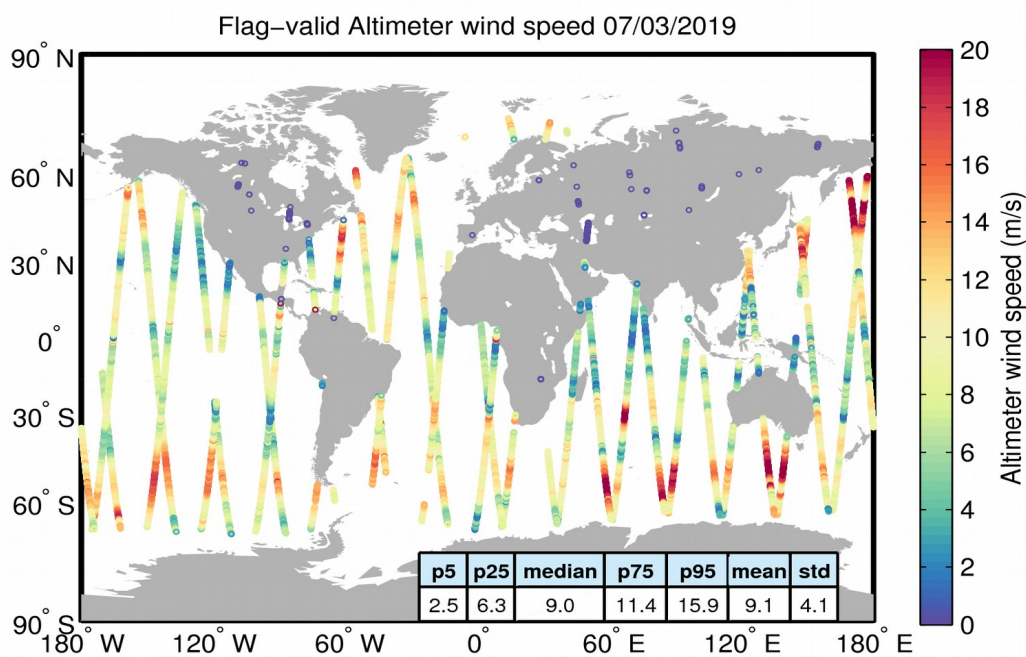 Flag−valid Altimeter wind speed 07/03/2019
90° N
60° N
30° N
0°
30° S
60° S
90° S
180° W 120° W 60° W 0° 60° E 120° E 180° E
p5 p25 median p75 p95 mean std
2.5 6.3 9.0 11.4 15.9 9.1 4.1
20
18
16
14
12
10
8
6
4
2
0
Altimeter wind speed (m/s)